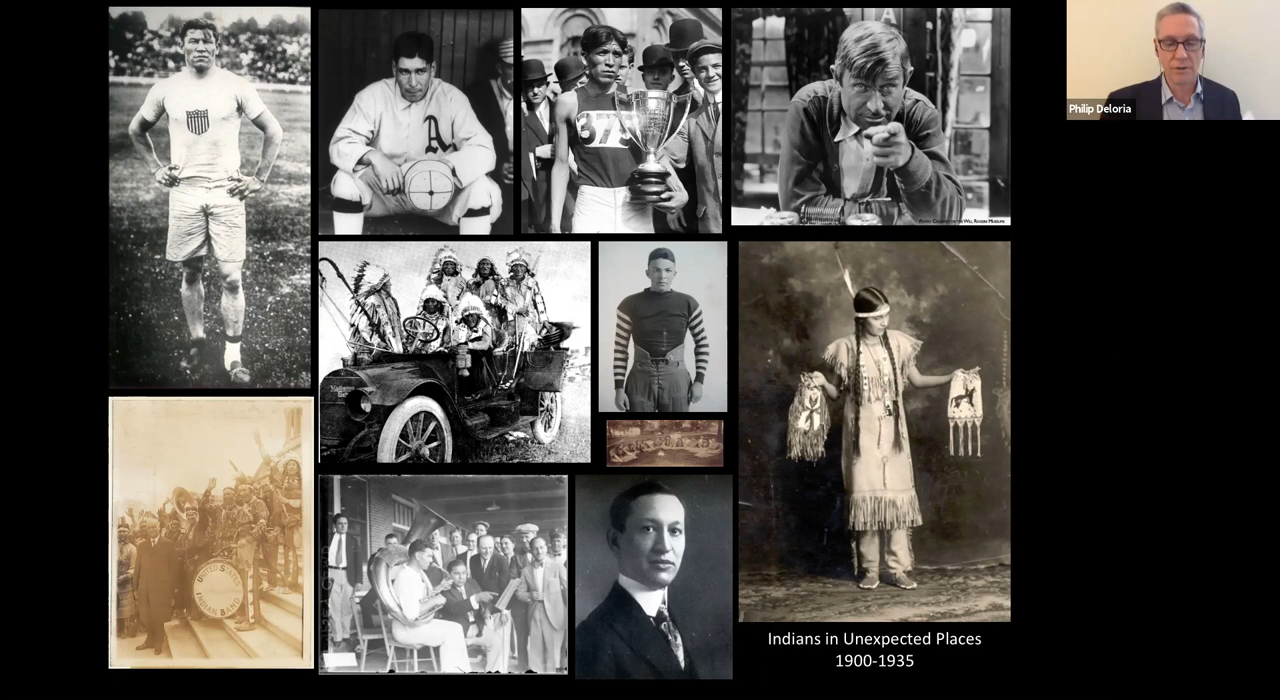 A
375
A
Philip Deloria
UNITED STATES
INDIAN BAND
Indians in Unexpected Places
1900-1935